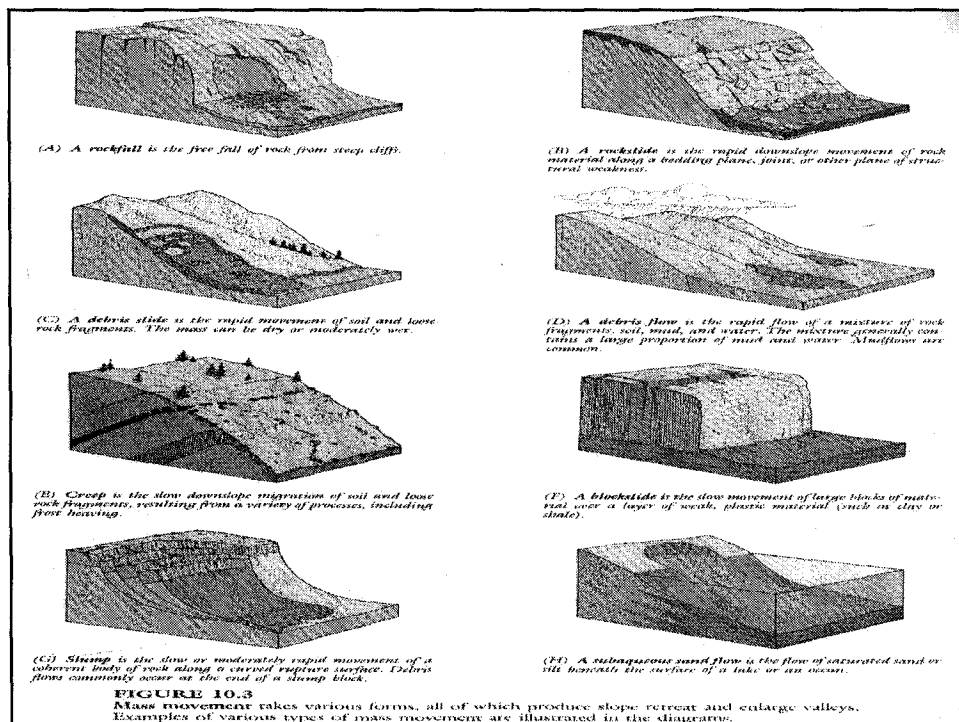 (A) A rockfall is the free fall of rock from steep cliffs.
(B) A rockslide is the rapid downslope movement of rock
material along a bedding plane, joint, or other plane of struc-
tural weakness.
(C) A debris slide is the rapid movement of soil and loose
rock fragments. The mass can be dry or moderately wet.
(D) A debris flow is the rapid flow of a mixture of rock
fragments, soil, mud, and water. The mixture generally con-
tains a large proportion of mud and water. Mudflows are
common.
(E) Creep is the slow downslope migration of soil and loose
rock fragments, resulting from a variety of processes, including
frost heaving.
(F) A blockslide is the slow movement of large blocks of mate-
rial over a layer of weak, plastic material (such as clay or
shale).
(G) Slump is the slow or moderately rapid movement of a
coherent body of rock along a curved rupture surface. Debris
flows commonly occur at the end of a slump block.
(H) A subaqueous sand flow is the flow of saturated sand or
silt beneath the surface of a lake or an ocean.
FIGURE 10.3
Mass movement takes various forms, all of which produce slope retreat and enlarge valleys.
Examples of various types of mass movement are illustrated in the diagrams.